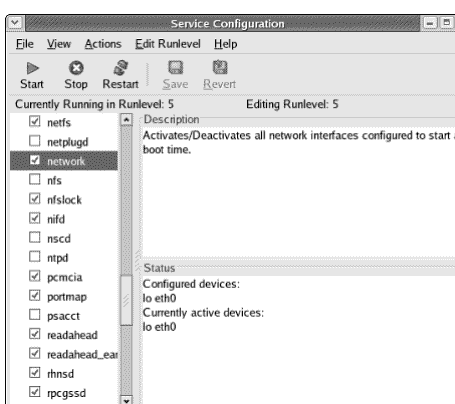 Service Configuration
File View Actions Edit Runlevel Help
Start Stop Restart Save Revert
Currently Running in Runlevel: 5 Editing Runlevel: 5
netfs
netplugd
network
nfs
nfslock
nifd
nscd
ntpd
pcmcia
portmap
psacct
readahead
readahead_ear
rhnsd
rpcgssd
Description
Activates/Deactivates all network interfaces configured to start
boot time.
Status
Configured devices:
lo eth0
Currently active devices:
lo eth0